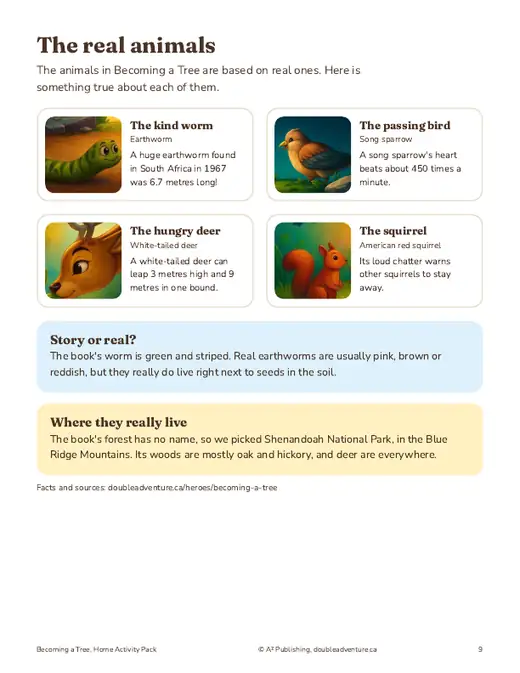 The real animals
The animals in Becoming a Tree are based on real ones. Here is
something true about each of them.
The kind worm
Earthworm
A huge earthworm found
in South Africa in 1967
was 6.7 metres long!
The passing bird
Song sparrow
A song sparrow's heart
beats about 450 times a
minute.
The hungry deer
White-tailed deer
A white-tailed deer can
leap 3 metres high and 9
metres in one bound.
The squirrel
American red squirrel
Its loud chatter warns
other squirrels to stay
away.
Story or real?
The book's worm is green and striped. Real earthworms are usually pink, brown or
reddish, but they really do live right next to seeds in the soil.
Where they really live
The book's forest has no name, so we picked Shenandoah National Park, in the Blue
Ridge Mountains. Its woods are mostly oak and hickory, and deer are everywhere.
Facts and sources: doubleadventure.ca/heroes/becoming-a-tree
Becoming a Tree, Home Activity Pack
© A² Publishing, doubleadventure.ca
9